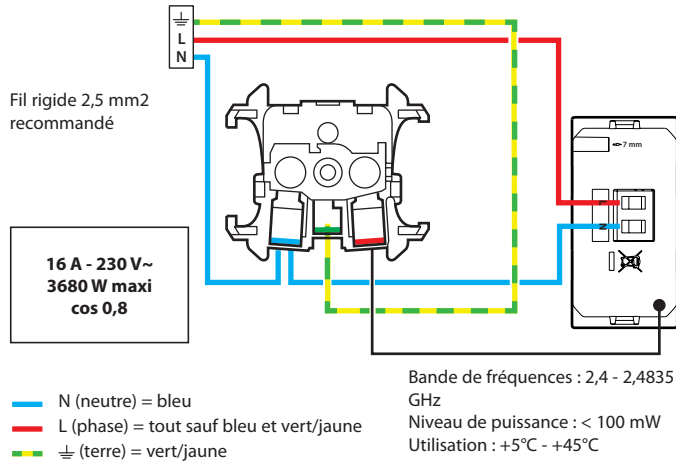 L
N
Fil rigide 2,5 mm2
recommandé
7 mm
L
N
16 A - 230 V~
3680 W maxi
cos 0,8
N (neutre) = bleu
L (phase) = tout sauf bleu et vert/jaune
⏚ (terre) = vert/jaune
Bande de fréquences : 2,4 - 2,4835
GHz
Niveau de puissance : < 100 mW
Utilisation : +5°C - +45°C